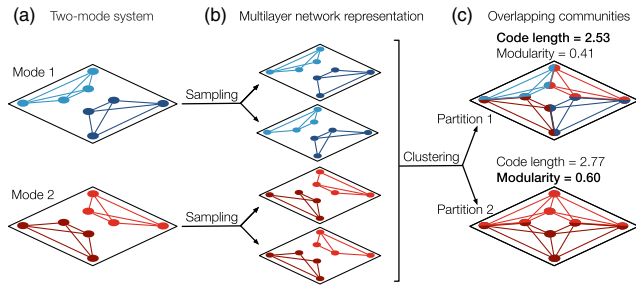 (a) Two-mode system
(b) Multilayer network representation
(c) Overlapping communities
Code length = 2.53
Modularity = 0.41
Mode 1
Sampling
Partition 1
Clustering
Code length = 2.77
Modularity = 0.60
Mode 2
Sampling
Partition 2